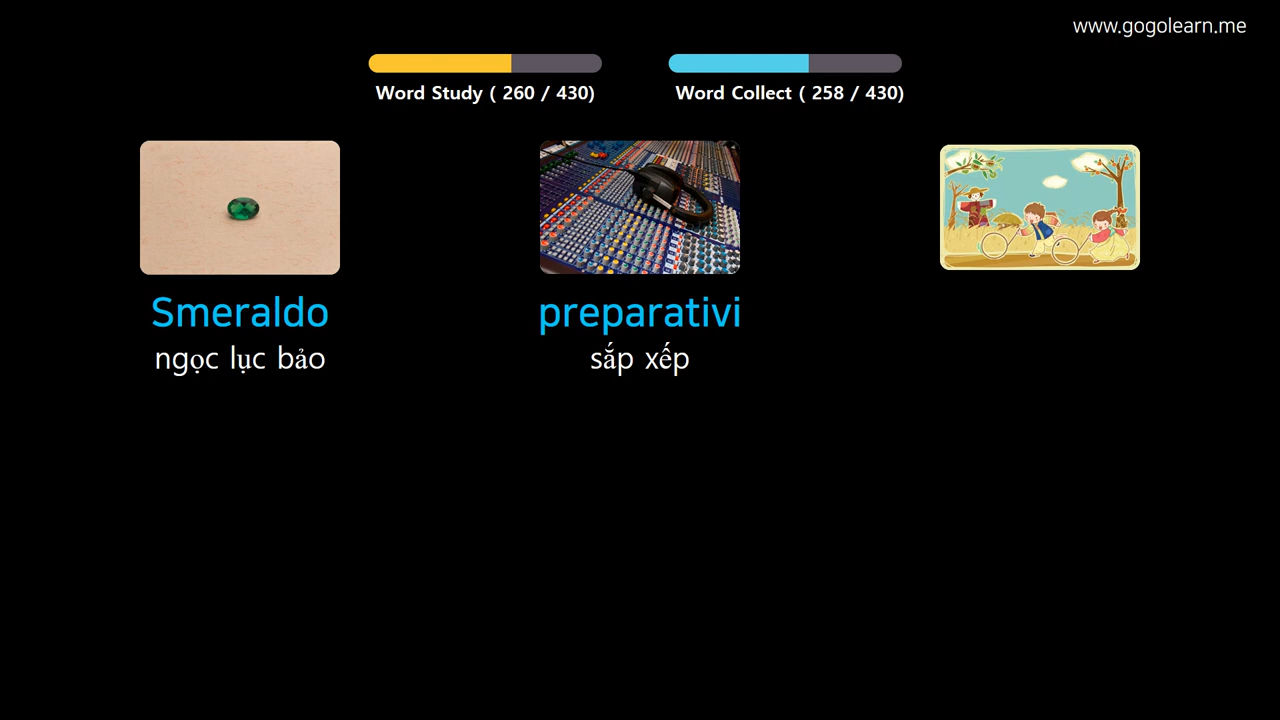 www.gogolearn.me
Word Study ( 260 / 430)
Word Collect ( 258 / 430)
Smeraldo
ngọc lục bảo
preparativi
sắp xếp